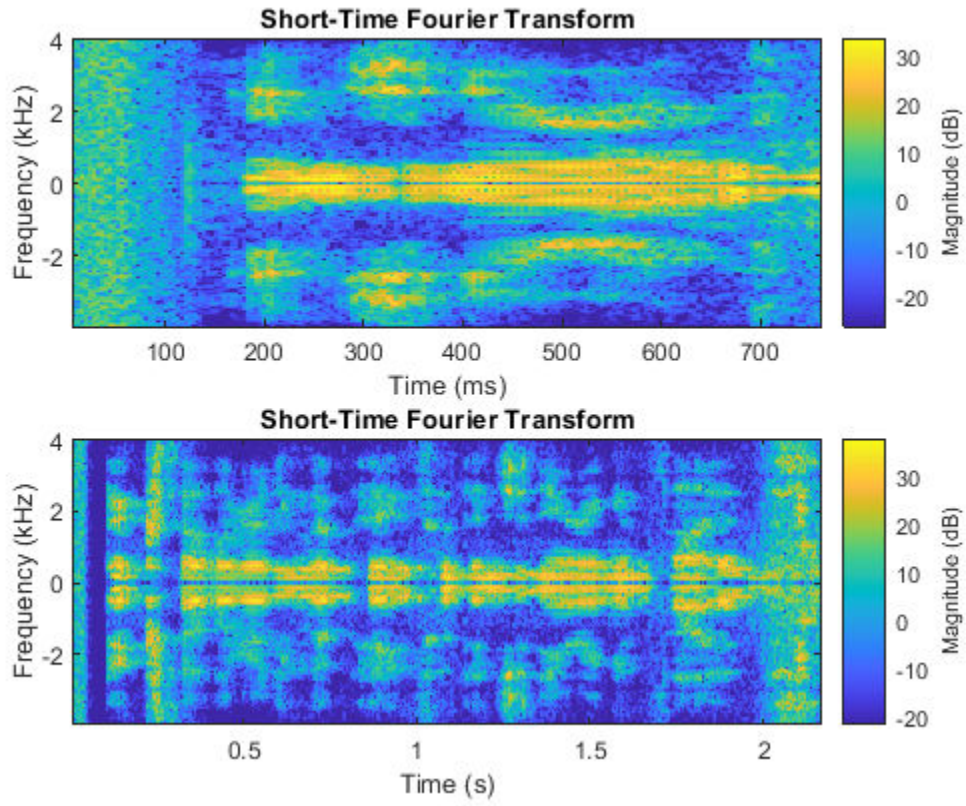 Short-Time Fourier Transform
4
2
0
-2
Frequency (kHz)
100 200 300 400 500 600 700
Time (ms)
30
20
10
0
-10
-20
Magnitude (dB)
Short-Time Fourier Transform
4
2
0
-2
Frequency (kHz)
0.5 1 1.5 2
Time (s)
30
20
10
0
-10
-20
Magnitude (dB)